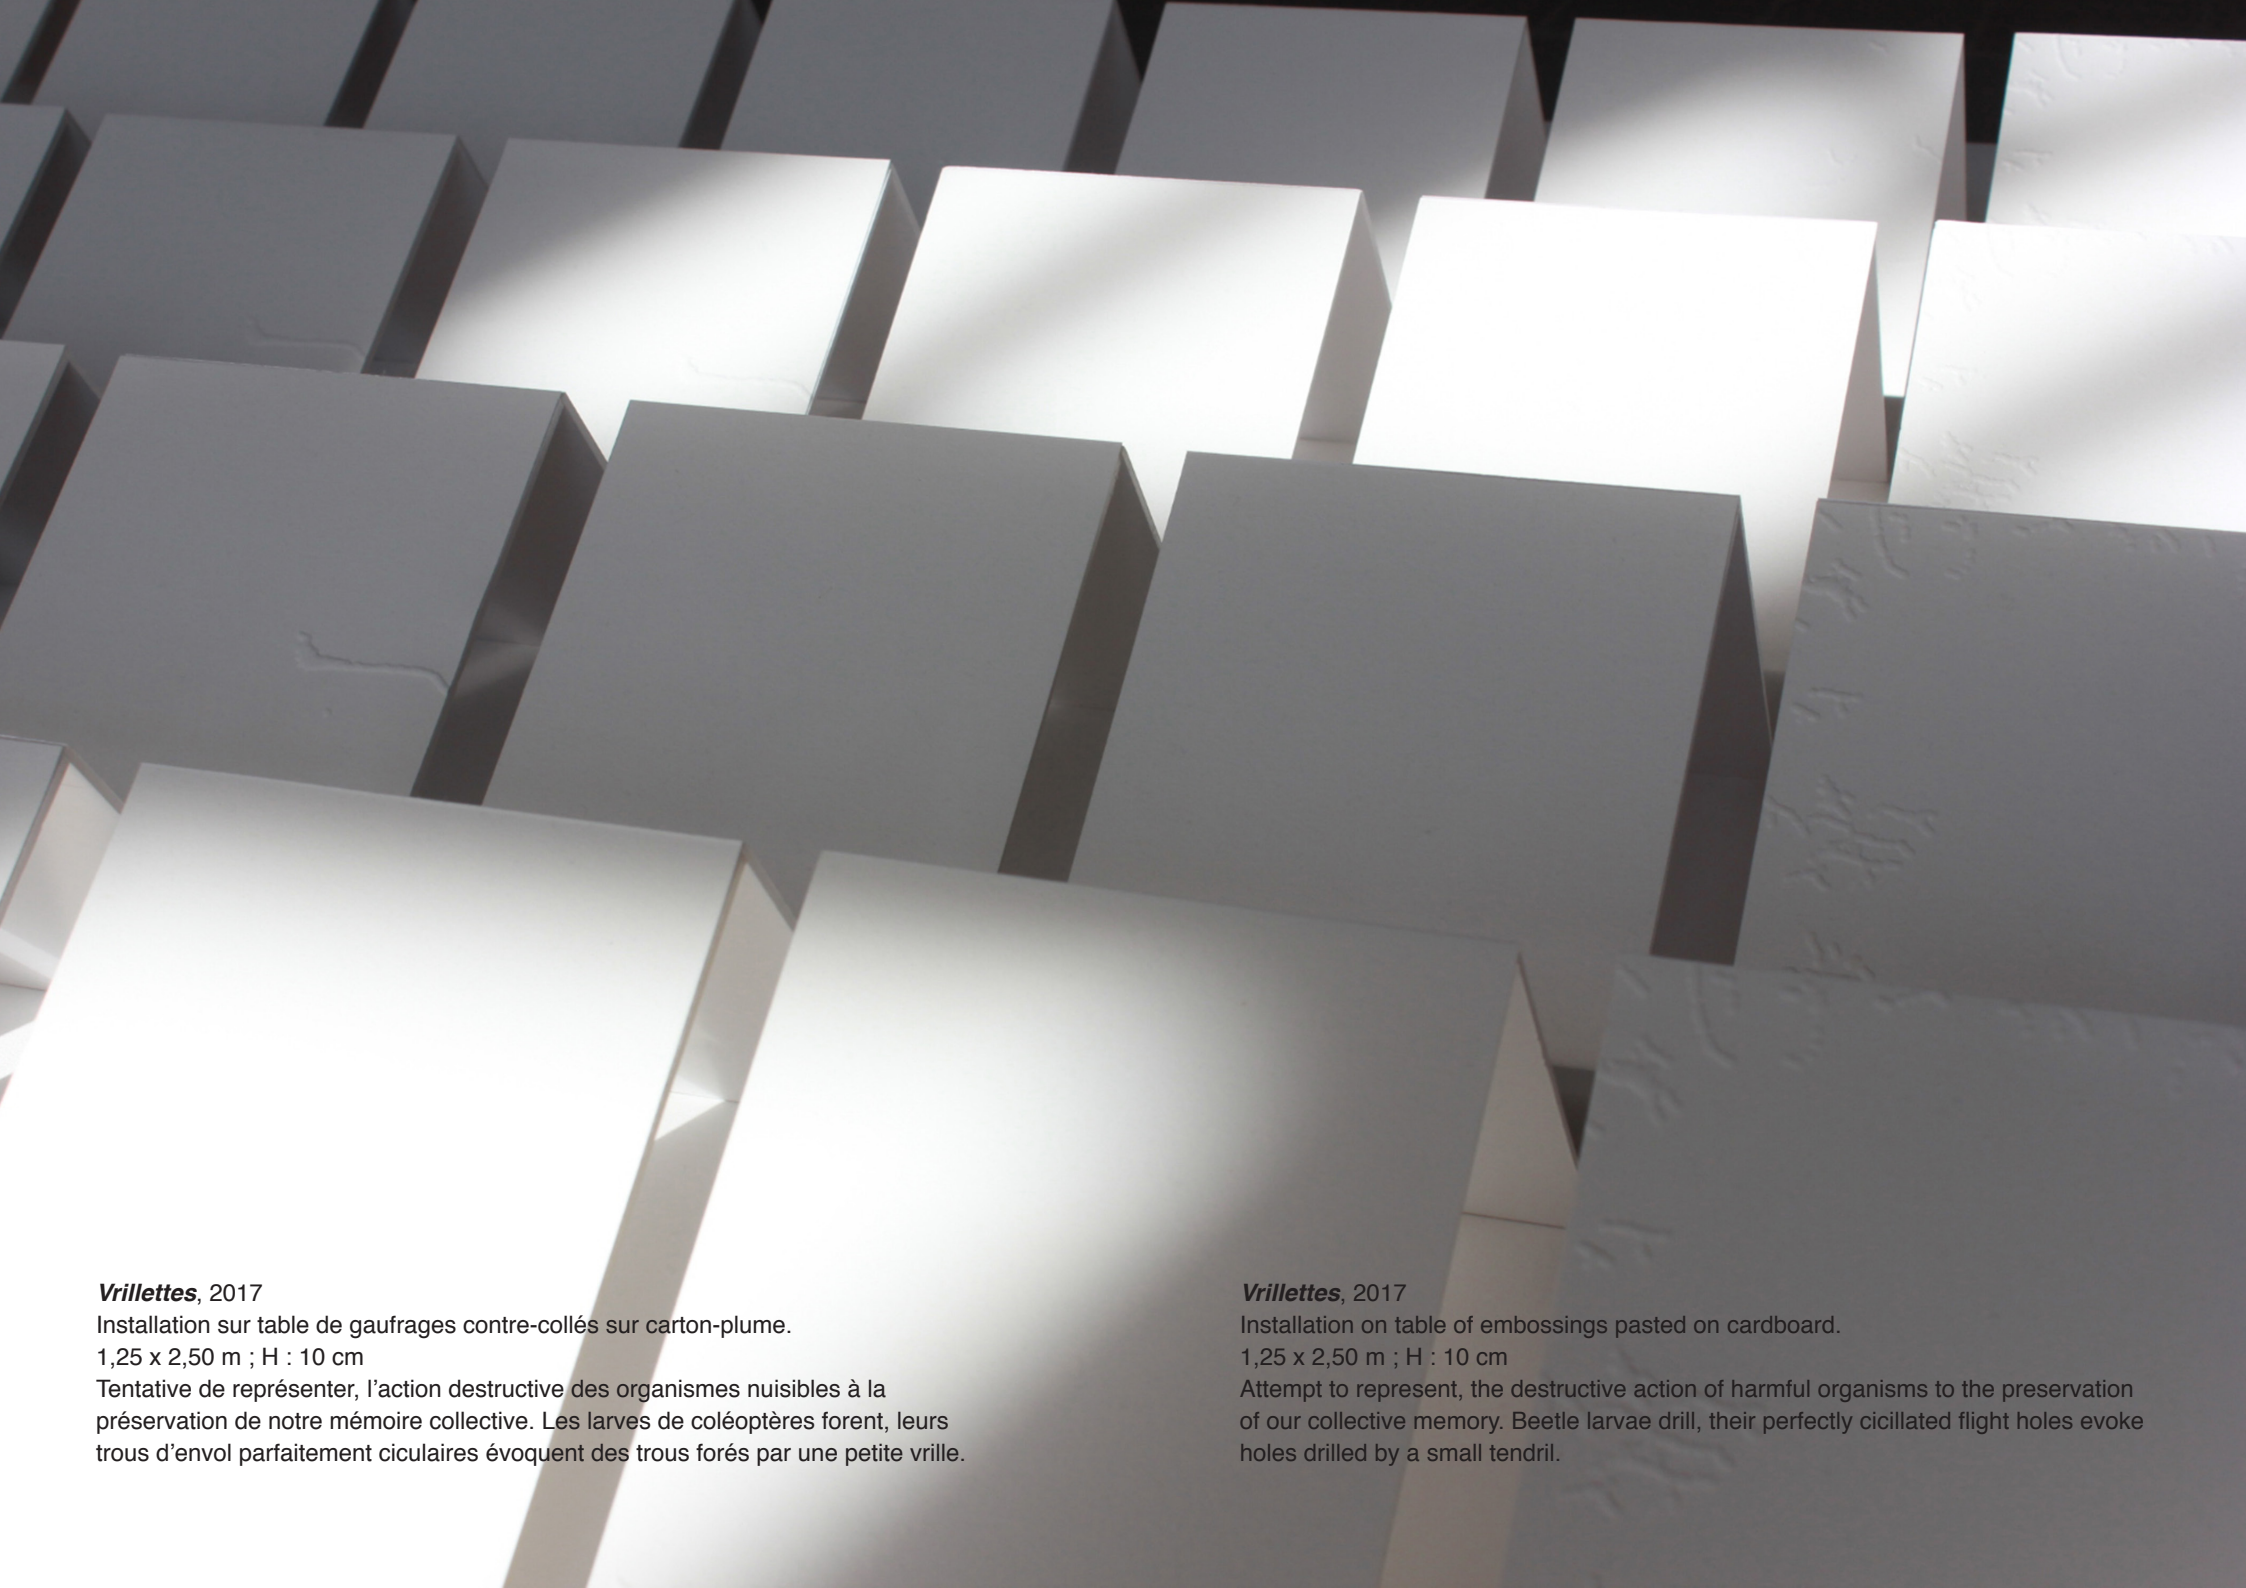 Vrillettes, 2017
Installation sur table de gaufrages contre-collés sur carton-plume.
1,25 x 2,50 m ; H : 10 cm
Tentative de représenter, l’action destructive des organismes nuisibles à la
préservation de notre mémoire collective. Les larves de coléoptères forent, leurs
trous d’envol parfaitement ciculaires évoquent des trous forés par une petite vrille.
Vrillettes, 2017
Installation on table of embossings pasted on cardboard.
1,25 x 2,50 m ; H : 10 cm
Attempt to represent, the destructive action of harmful organisms to the preservation
of our collective memory. Beetle larvae drill, their perfectly cicillated flight holes evoke
holes drilled by a small tendril.